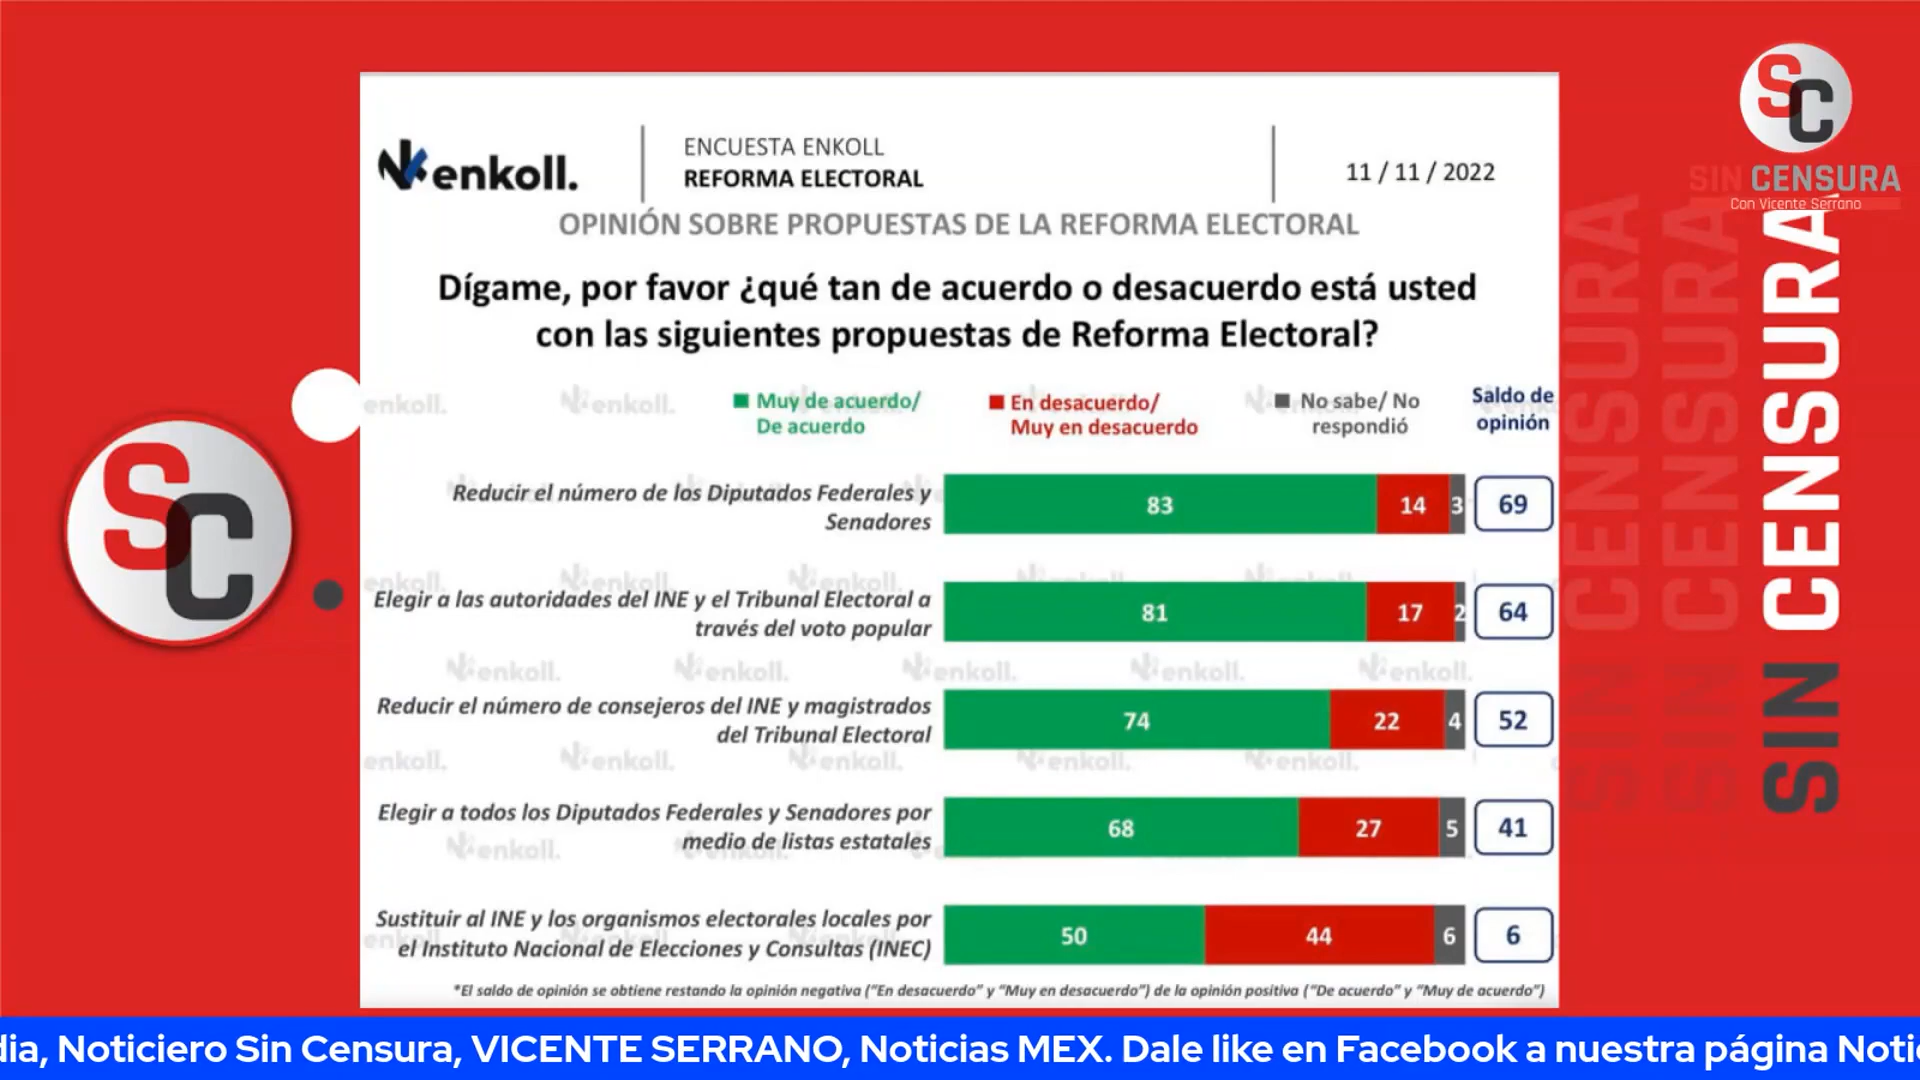 enkoll.
ENCUESTA ENKOLL
REFORMA ELECTORAL
11 / 11 / 2022
OPINIÓN SOBRE PROPUESTAS DE LA REFORMA ELECTORAL
Dígame, por favor ¿qué tan de acuerdo o desacuerdo está usted
con las siguientes propuestas de Reforma Electoral?
Muy de acuerdo/
De acuerdo
En desacuerdo/
Muy en desacuerdo
No sabe/ No
respondió
Saldo de
opinión
Reducir el número de los Diputados Federales y
Senadores
83 14 3 69
Elegir a las autoridades del INE y el Tribunal Electoral a
través del voto popular
81 17 2 64
Reducir el número de consejeros del INE y magistrados
del Tribunal Electoral
74 22 4 52
Elegir a todos los Diputados Federales y Senadores por
medio de listas estatales
68 27 5 41
Sustituir al INE y los organismos electorales locales por
el Instituto Nacional de Elecciones y Consultas (INEC)
50 44 6 6
*El saldo de opinión se obtiene restando la opinión negativa ("En desacuerdo" y "Muy en desacuerdo") de la opinión positiva ("De acuerdo" y "Muy de acuerdo")
SC
SC
SIN CENSURA
Con Vicente Serrano
SIN CENSURA
SIN CENSURA
SIN CENSURA
dia, Noticiero Sin Censura, VICENTE SERRANO, Noticias MEX. Dale like en Facebook a nuestra página Notic